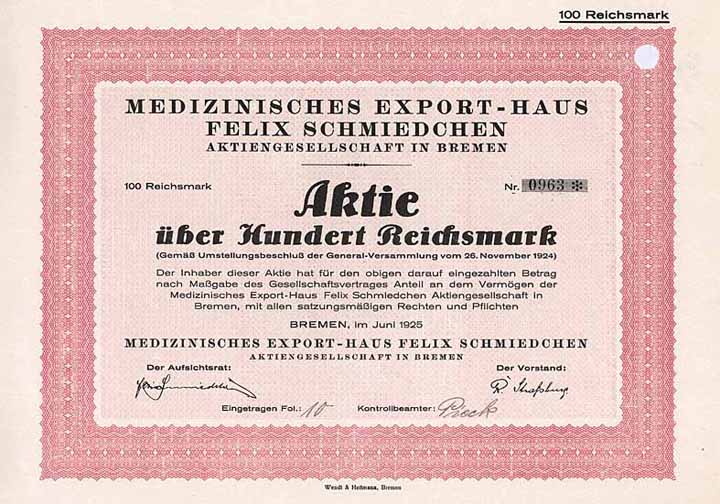 100 Reichsmark
MEDIZINISCHES EXPORT-HAUS
FELIX SCHMIEDCHEN
AKTIENGESELLSCHAFT IN BREMEN
100 Reichsmark
Nr. 0963 ✻
Aktie
über Hundert Reichsmark
(Gemäß Umstellungsbeschluß der General-Versammlung vom 26. November 1924)
Der Inhaber dieser Aktie hat für den obigen darauf eingezahlten Betrag
nach Maßgabe des Gesellschaftsvertrages Anteil an dem Vermögen der
Medizinisches Export-Haus Felix Schmiedchen Aktiengesellschaft in
Bremen, mit allen satzungsmäßigen Rechten und Pflichten
BREMEN, im Juni 1925
MEDIZINISCHES EXPORT-HAUS FELIX SCHMIEDCHEN
AKTIENGESELLSCHAFT IN BREMEN
Der Aufsichtsrat:
Der Vorstand:
Felix Schmiedchen
R. Straßburg
Eingetragen Fol.: 10
Kontrollbeamter:
Wendt & Heßmann, Bremen